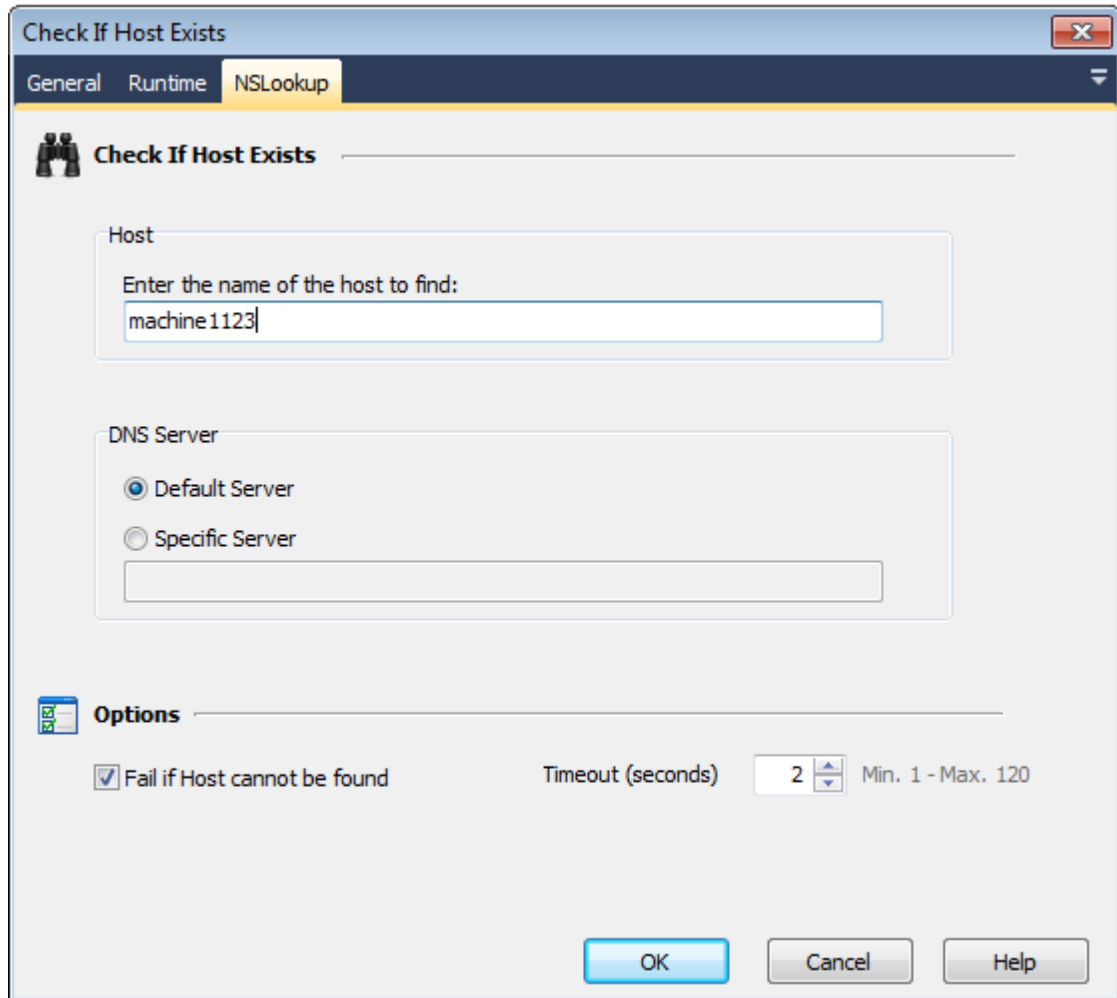 Check If Host Exists
General Runtime NSLookup
Check If Host Exists
Host
Enter the name of the host to find:
machine1123
DNS Server
Default Server
Specific Server
Options
Fail if Host cannot be found Timeout (seconds) 2 Min. 1 - Max. 120
OK Cancel Help